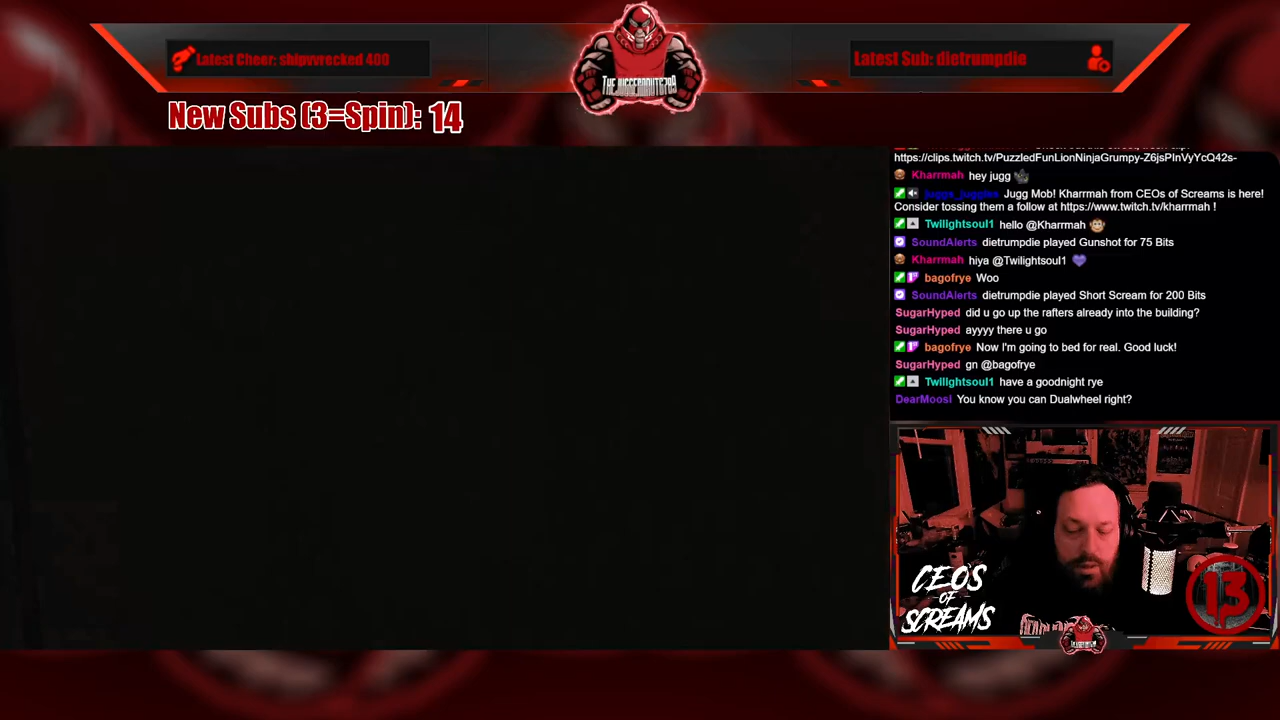 Latest Cheer: shipvvrecked 400
THEJUGGERNAUT6789
Latest Sub: dietrumpdie
New Subs (3=Spin): 14
https://clips.twitch.tv/PuzzledFunLionNinjaGrumpy-Z6jsPInVyYcQ42s-
Kharrmah hey jugg
Jugg Mob! Kharrmah from CEOs of Screams is here!
Consider tossing them a follow at https://www.twitch.tv/kharrmah !
Twilightsoul1 hello @Kharrmah
SoundAlerts dietrumpdie played Gunshot for 75 Bits
Kharrmah hiya @Twilightsoul1
bagofrye Woo
SoundAlerts dietrumpdie played Short Scream for 200 Bits
SugarHyped did u go up the rafters already into the building?
SugarHyped ayyyy there u go
bagofrye Now I'm going to bed for real. Good luck!
SugarHyped gn @bagofrye
Twilightsoul1 have a goodnight rye
DearMoosi You know you can Dualwheel right?
CEOS
OF
SCREAMS
13